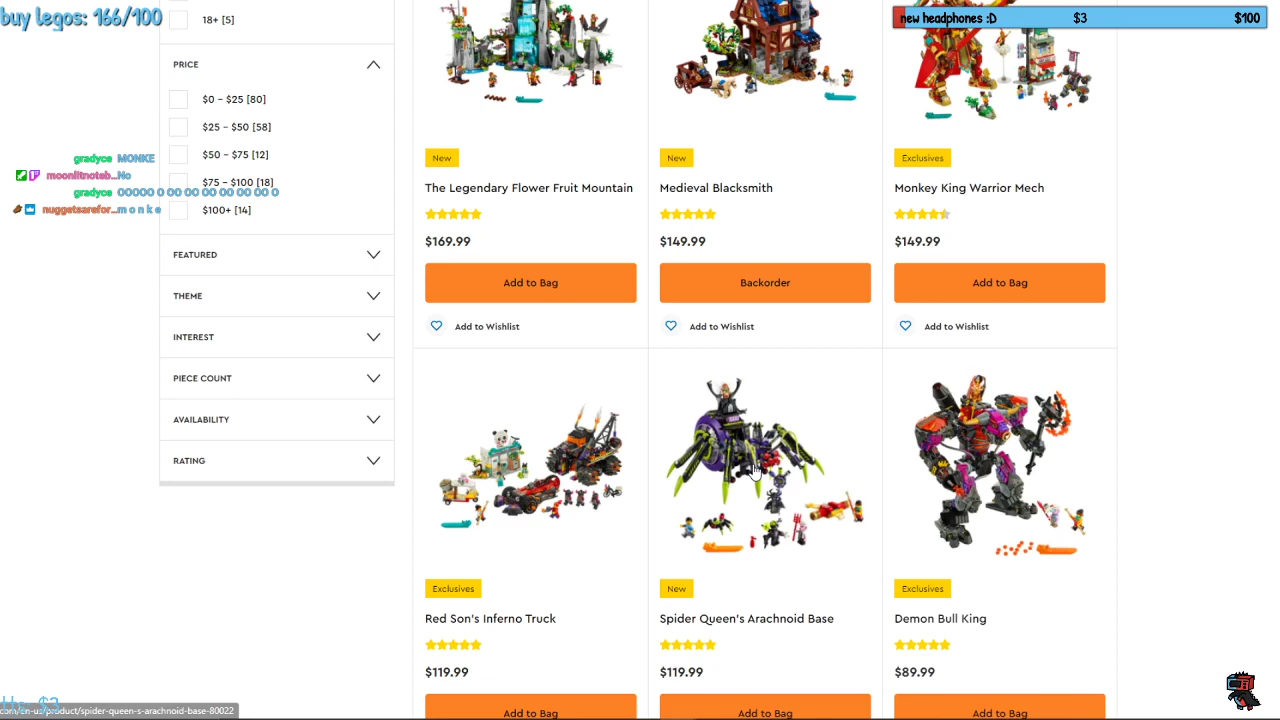 buy legos: 166/100
new headphones :D $3 $100
18+ [5]
PRICE
$0 - $25 [80]
$25 - $50 [58]
$50 - $75 [12]
$75 - $100 [18]
$100+ [14]
gradyce MONKE
moonlitnoteb...No
gradyce OOOOO O OO OO OO OO OO OO O
nuggetsarefor...m o n k e
FEATURED
THEME
INTEREST
PIECE COUNT
AVAILABILITY
RATING
New
The Legendary Flower Fruit Mountain
$169.99
Add to Bag
Add to Wishlist
New
Medieval Blacksmith
$149.99
Backorder
Add to Wishlist
Exclusives
Monkey King Warrior Mech
$149.99
Add to Bag
Add to Wishlist
Exclusives
Red Son's Inferno Truck
$119.99
Add to Bag
New
Spider Queen's Arachnoid Base
$119.99
Add to Bag
Exclusives
Demon Bull King
$89.99
Add to Bag
$3
com/en-us/product/spider-queen-s-arachnoid-base-80022